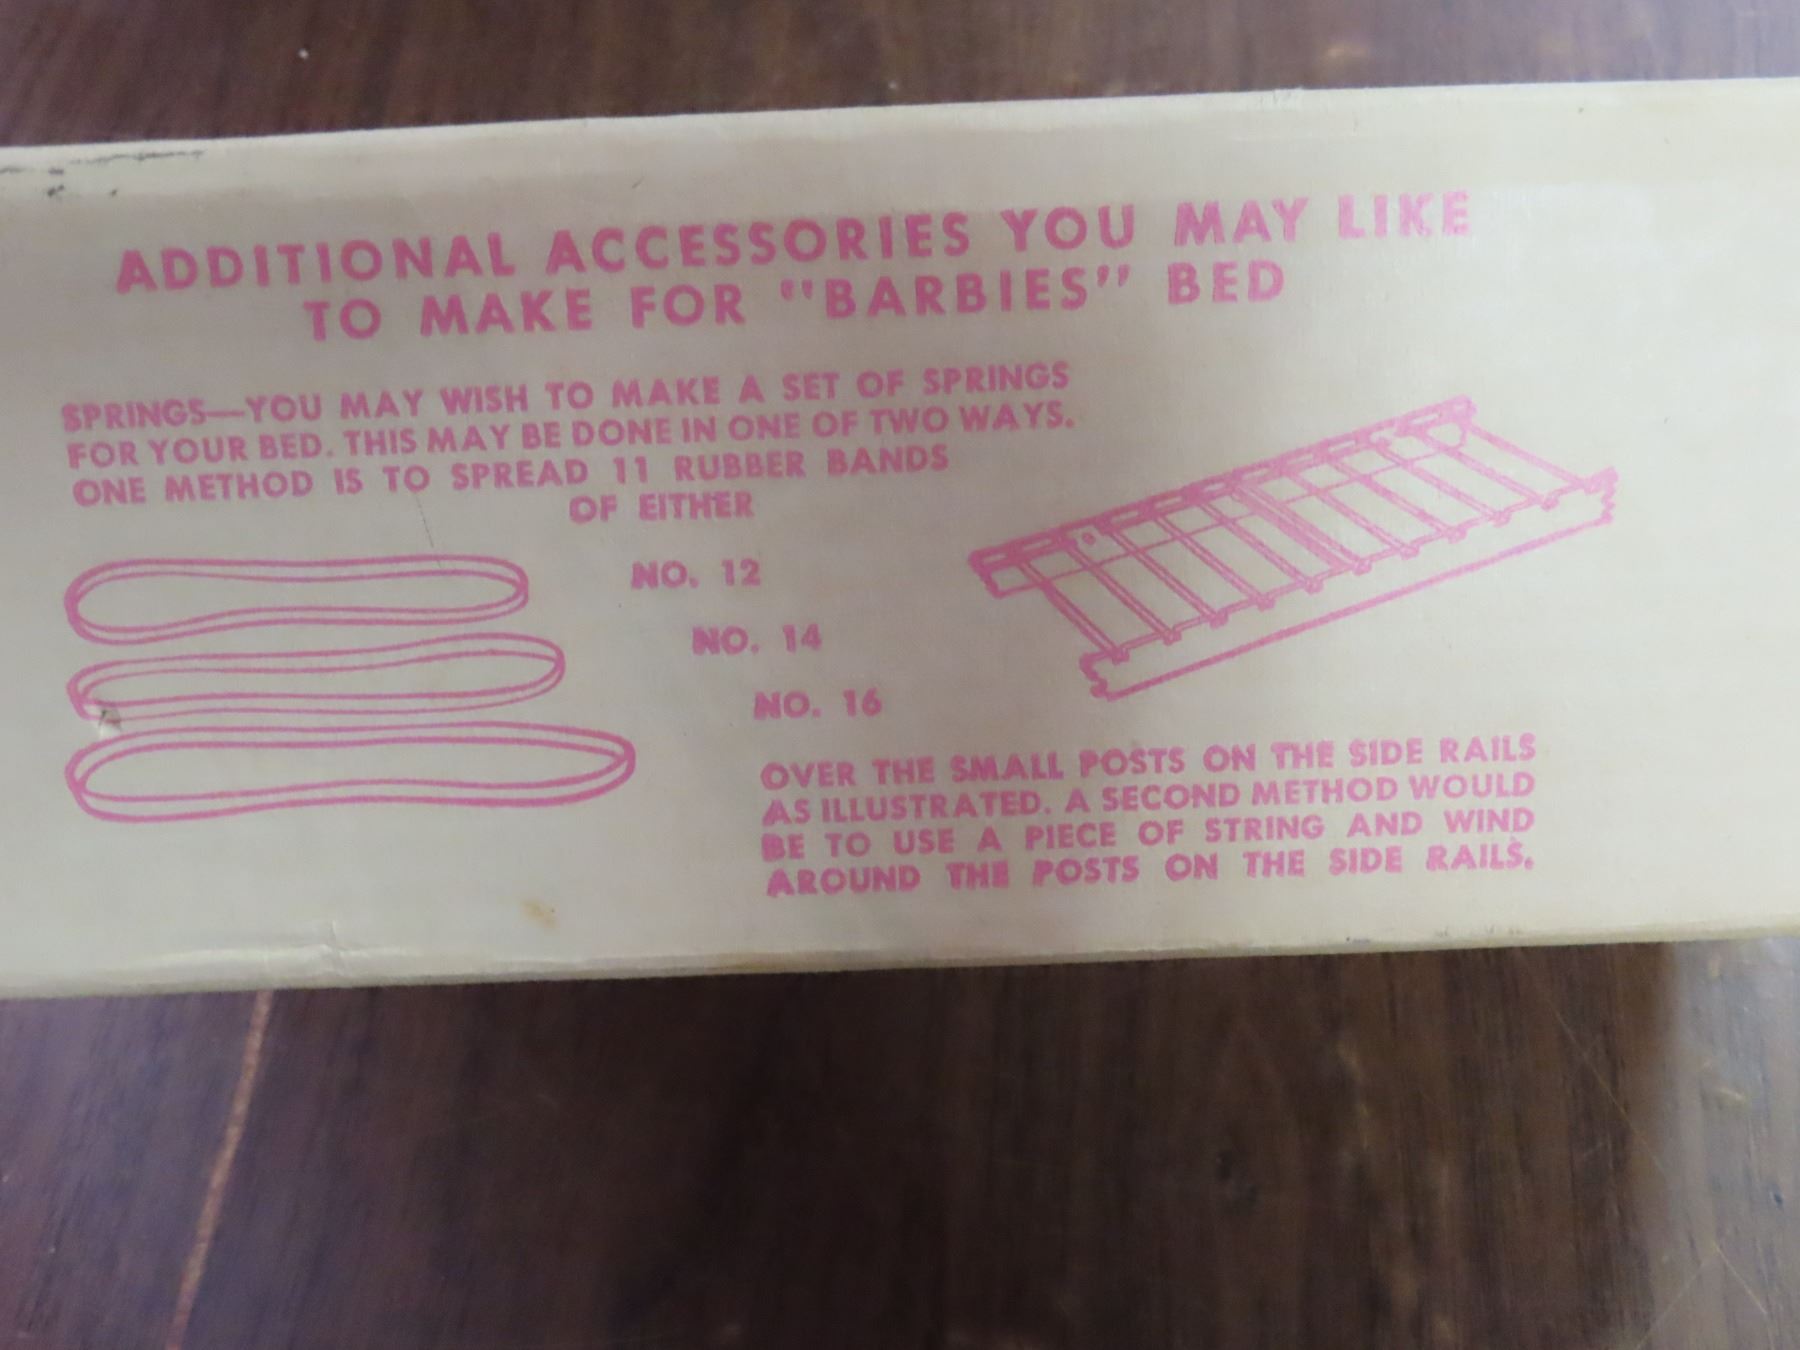 ADDITIONAL ACCESSORIES YOU MAY LIKE
TO MAKE FOR "BARBIES" BED
SPRINGS—YOU MAY WISH TO MAKE A SET OF SPRINGS
FOR YOUR BED. THIS MAY BE DONE IN ONE OF TWO WAYS.
ONE METHOD IS TO SPREAD 11 RUBBER BANDS
OF EITHER
NO. 12
NO. 14
NO. 16
OVER THE SMALL POSTS ON THE SIDE RAILS
AS ILLUSTRATED. A SECOND METHOD WOULD
BE TO USE A PIECE OF STRING AND WIND
AROUND THE POSTS ON THE SIDE RAILS.